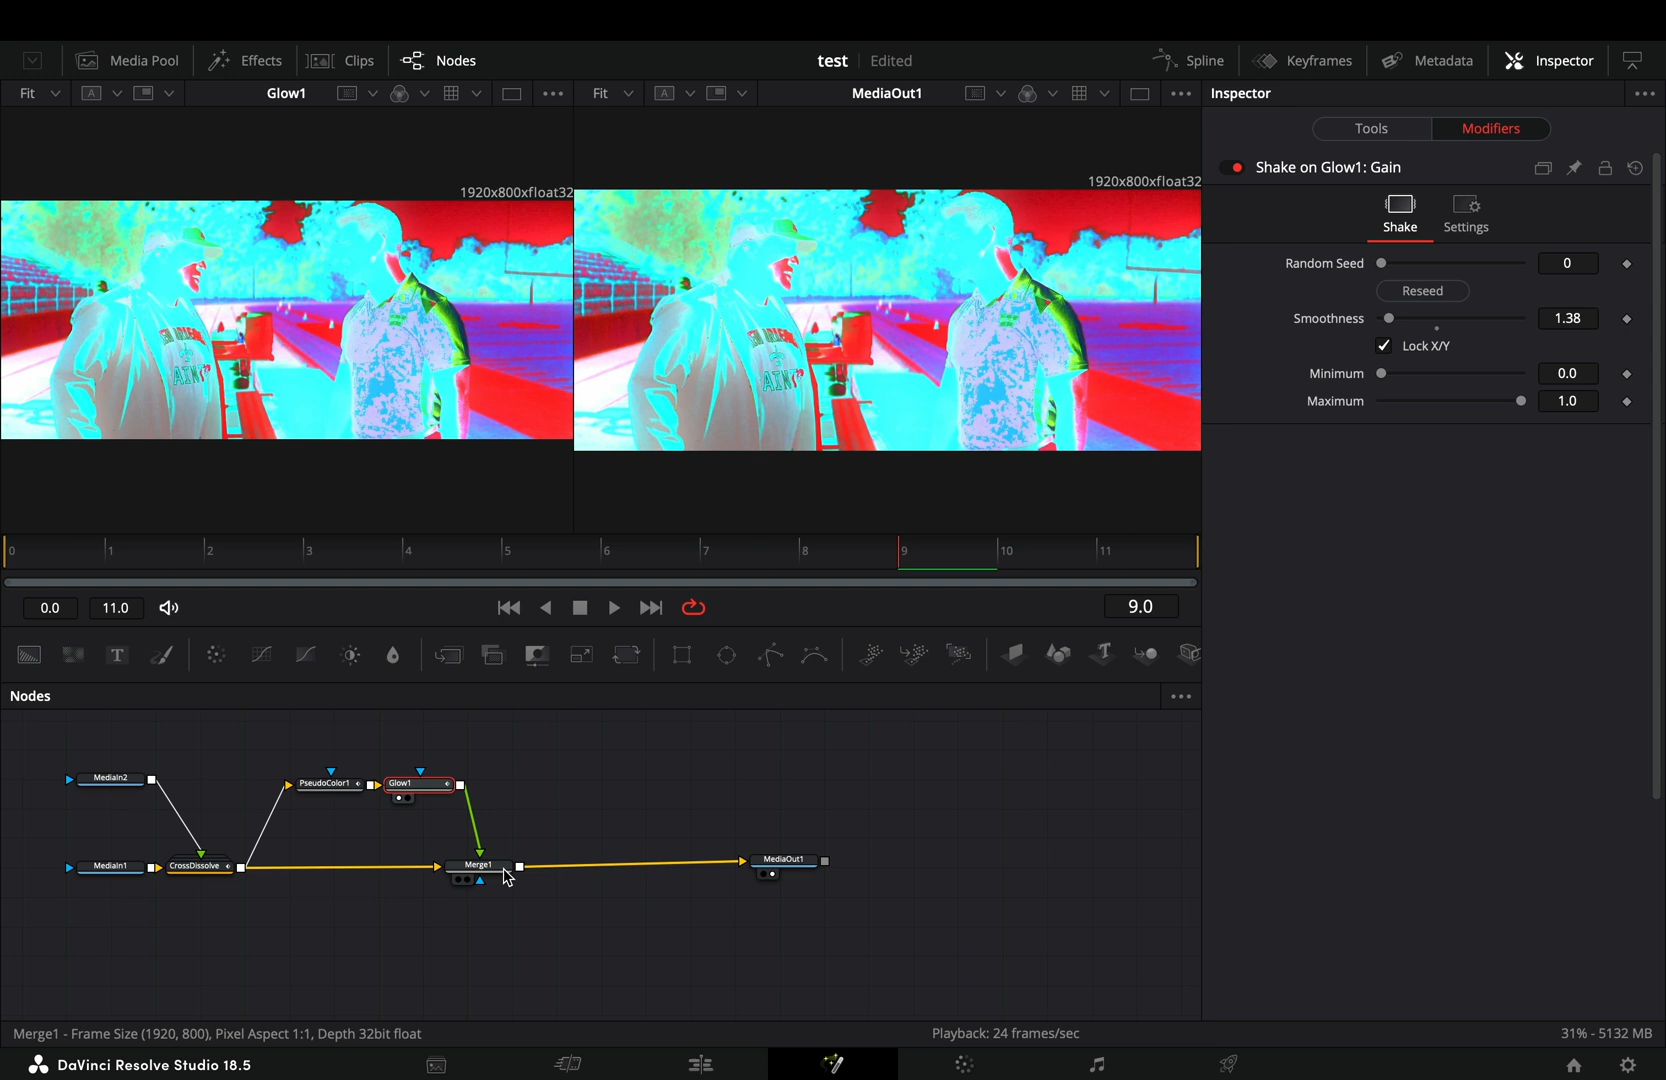 Media Pool Effects Clips Nodes test Edited Spline Keyframes Metadata Inspector
Fit A Glow1 Fit A MediaOut1 Inspector
Tools Modifiers
Shake on Glow1: Gain
1920x800xfloat32 1920x800xfloat32
Shake Settings
Random Seed 0
Reseed
Smoothness 1.38
Lock X/Y
Minimum 0.0
Maximum 1.0
0 1 2 3 4 5 6 7 8 9 10 11
0.0 11.0 9.0
T T
Nodes
MediaIn2 PseudoColor1 Glow1
MediaIn1 CrossDissolve Merge1 MediaOut1
Merge1 - Frame Size (1920, 800), Pixel Aspect 1:1, Depth 32bit float Playback: 24 frames/sec 31% - 5132 MB
DaVinci Resolve Studio 18.5